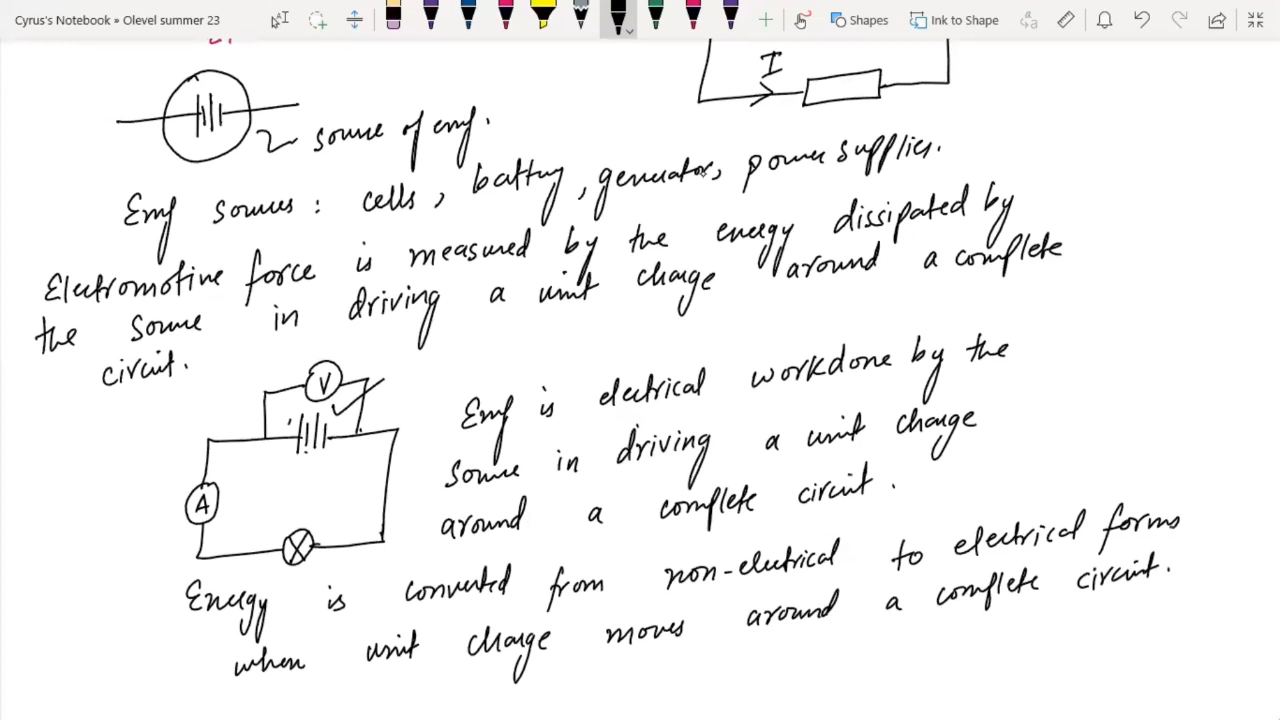 Cyrus's Notebook » Olevel summer 23
Shapes
Ink to Shape
I
source of emf.
Emf sources: cells, battery, generators, power supplies.
Electromotive force is measured by the energy dissipated by
the source in driving a unit charge around a complete
circuit.
V
A
Emf is electrical workdone by the
source in driving a unit charge
around a complete circuit.
Energy is converted from non-electrical to electrical forms
when unit charge moves around a complete circuit.